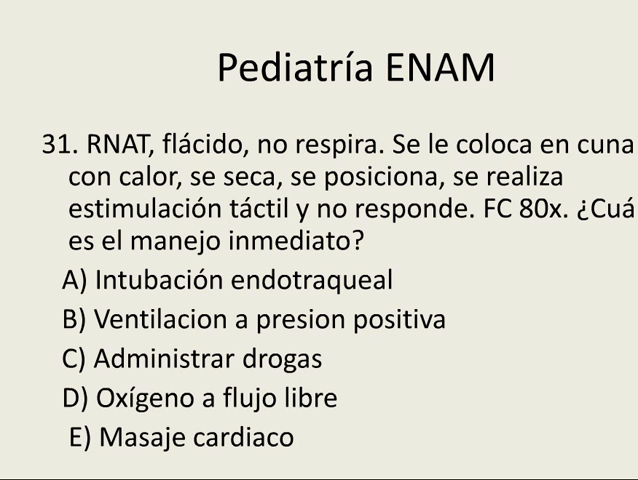 Pediatría ENAM
31. RNAT, flácido, no respira. Se le coloca en cuna
con calor, se seca, se posiciona, se realiza
estimulación táctil y no responde. FC 80x. ¿Cuá
es el manejo inmediato?
A) Intubación endotraqueal
B) Ventilacion a presion positiva
C) Administrar drogas
D) Oxígeno a flujo libre
E) Masaje cardiaco